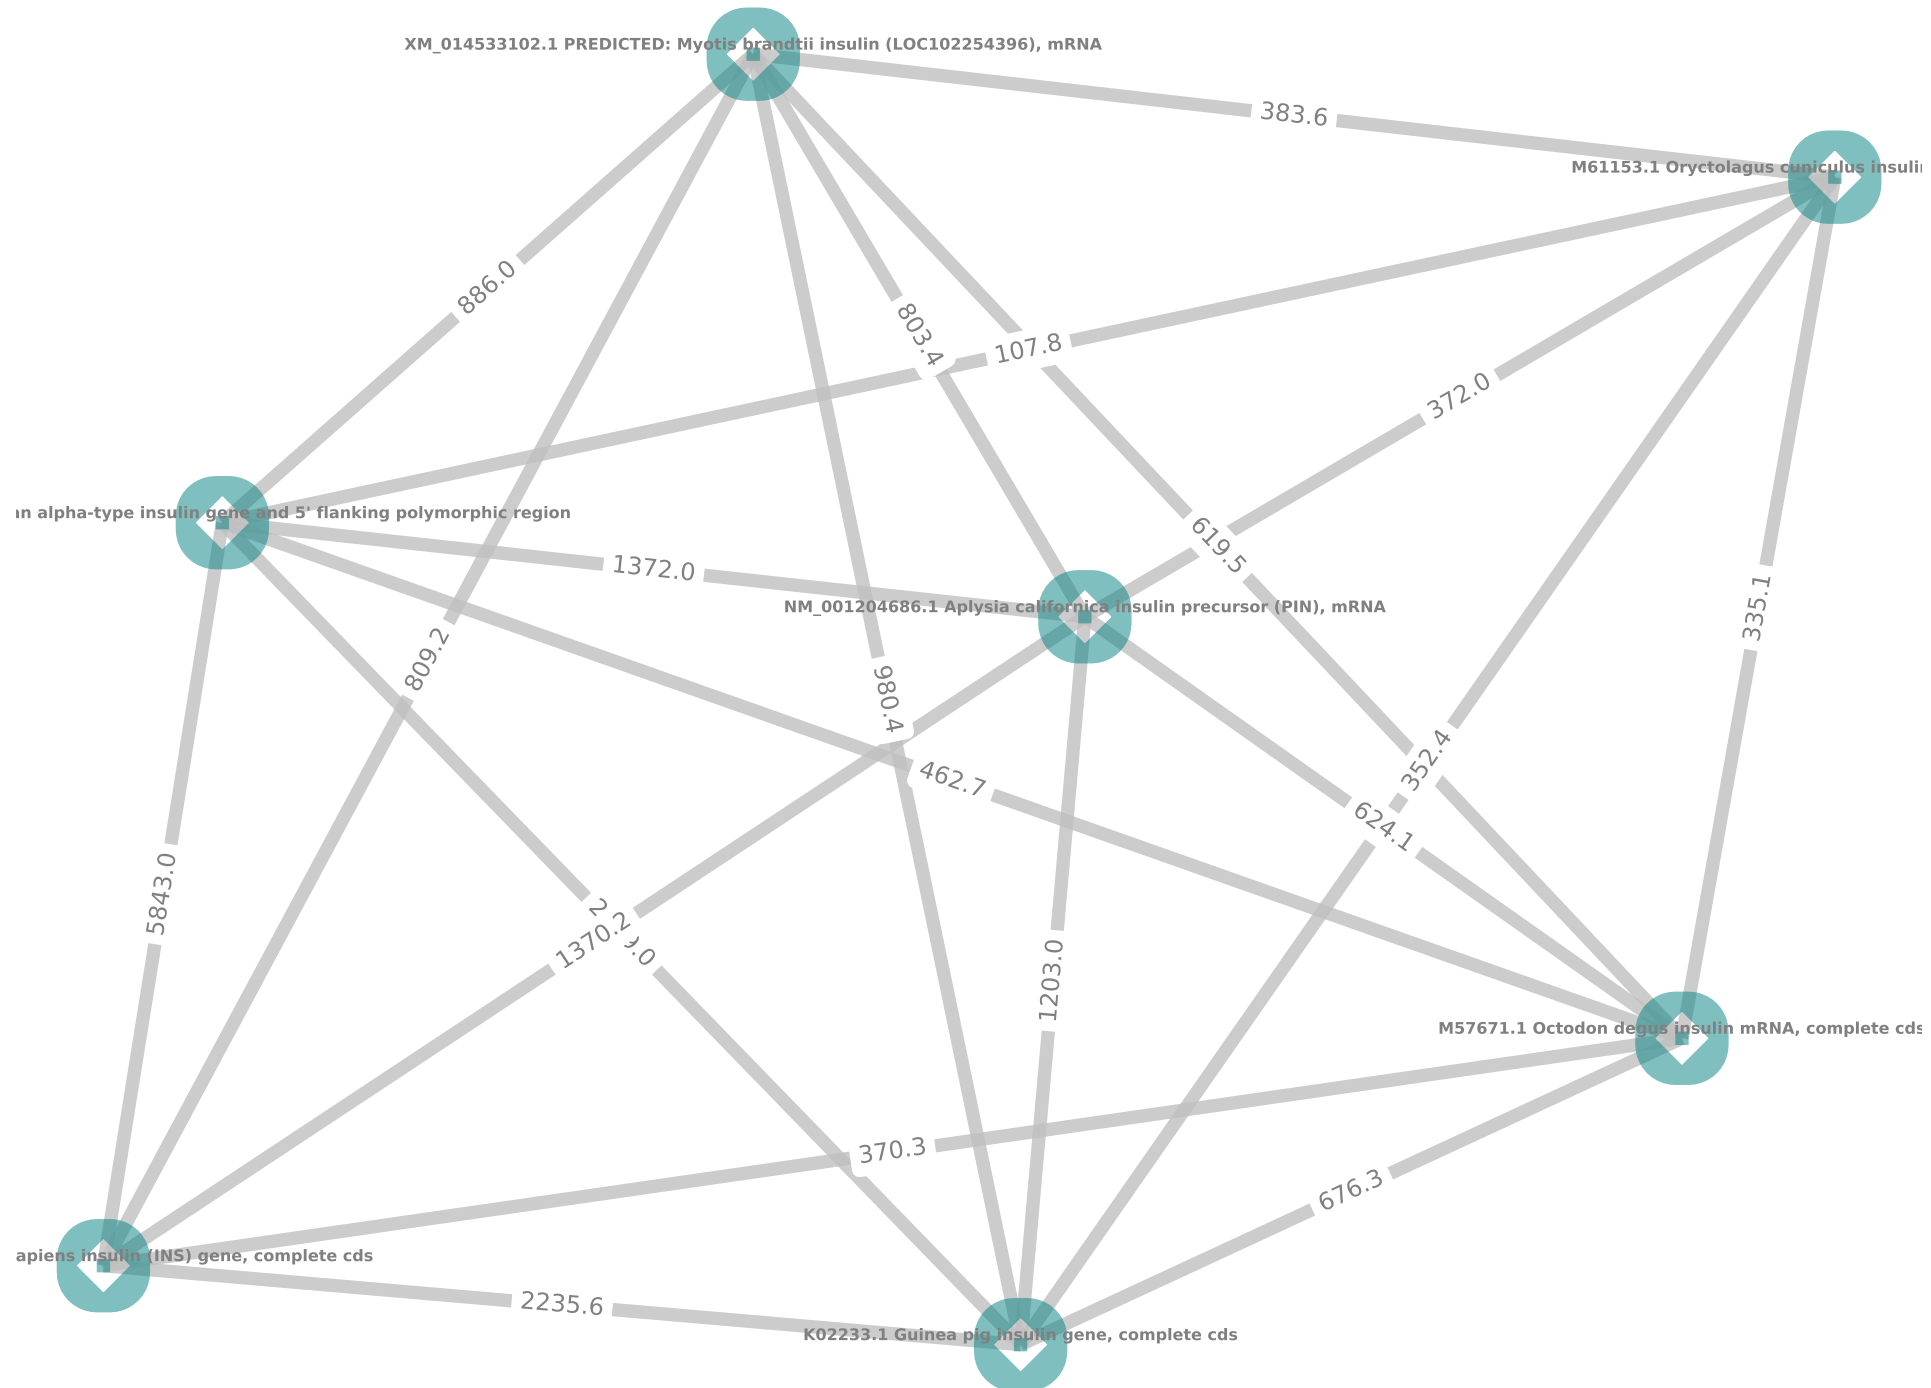 XM_014533102.1 PREDICTED: Myotis brandtii insulin (LOC102254396), mRNA
383.6
M61153.1 Oryctolagus cuniculus
886.0
803.4
107.8
372.0
alpha-type insulin gene and 5' flanking polymorphic region
1372.0
619.5
NM_001204686.1 Aplysia californica insulin precursor (PIN), mRNA
335.1
809.2
980.4
462.7
352.4
624.1
5843.0
1370.2
1203.0
M57671.1 Octodon degus insulin mRNA, complete cds
370.3
676.3
insulin (INS) gene, complete cds
2235.6
K02233.1 Guinea pig insulin gene, complete cds